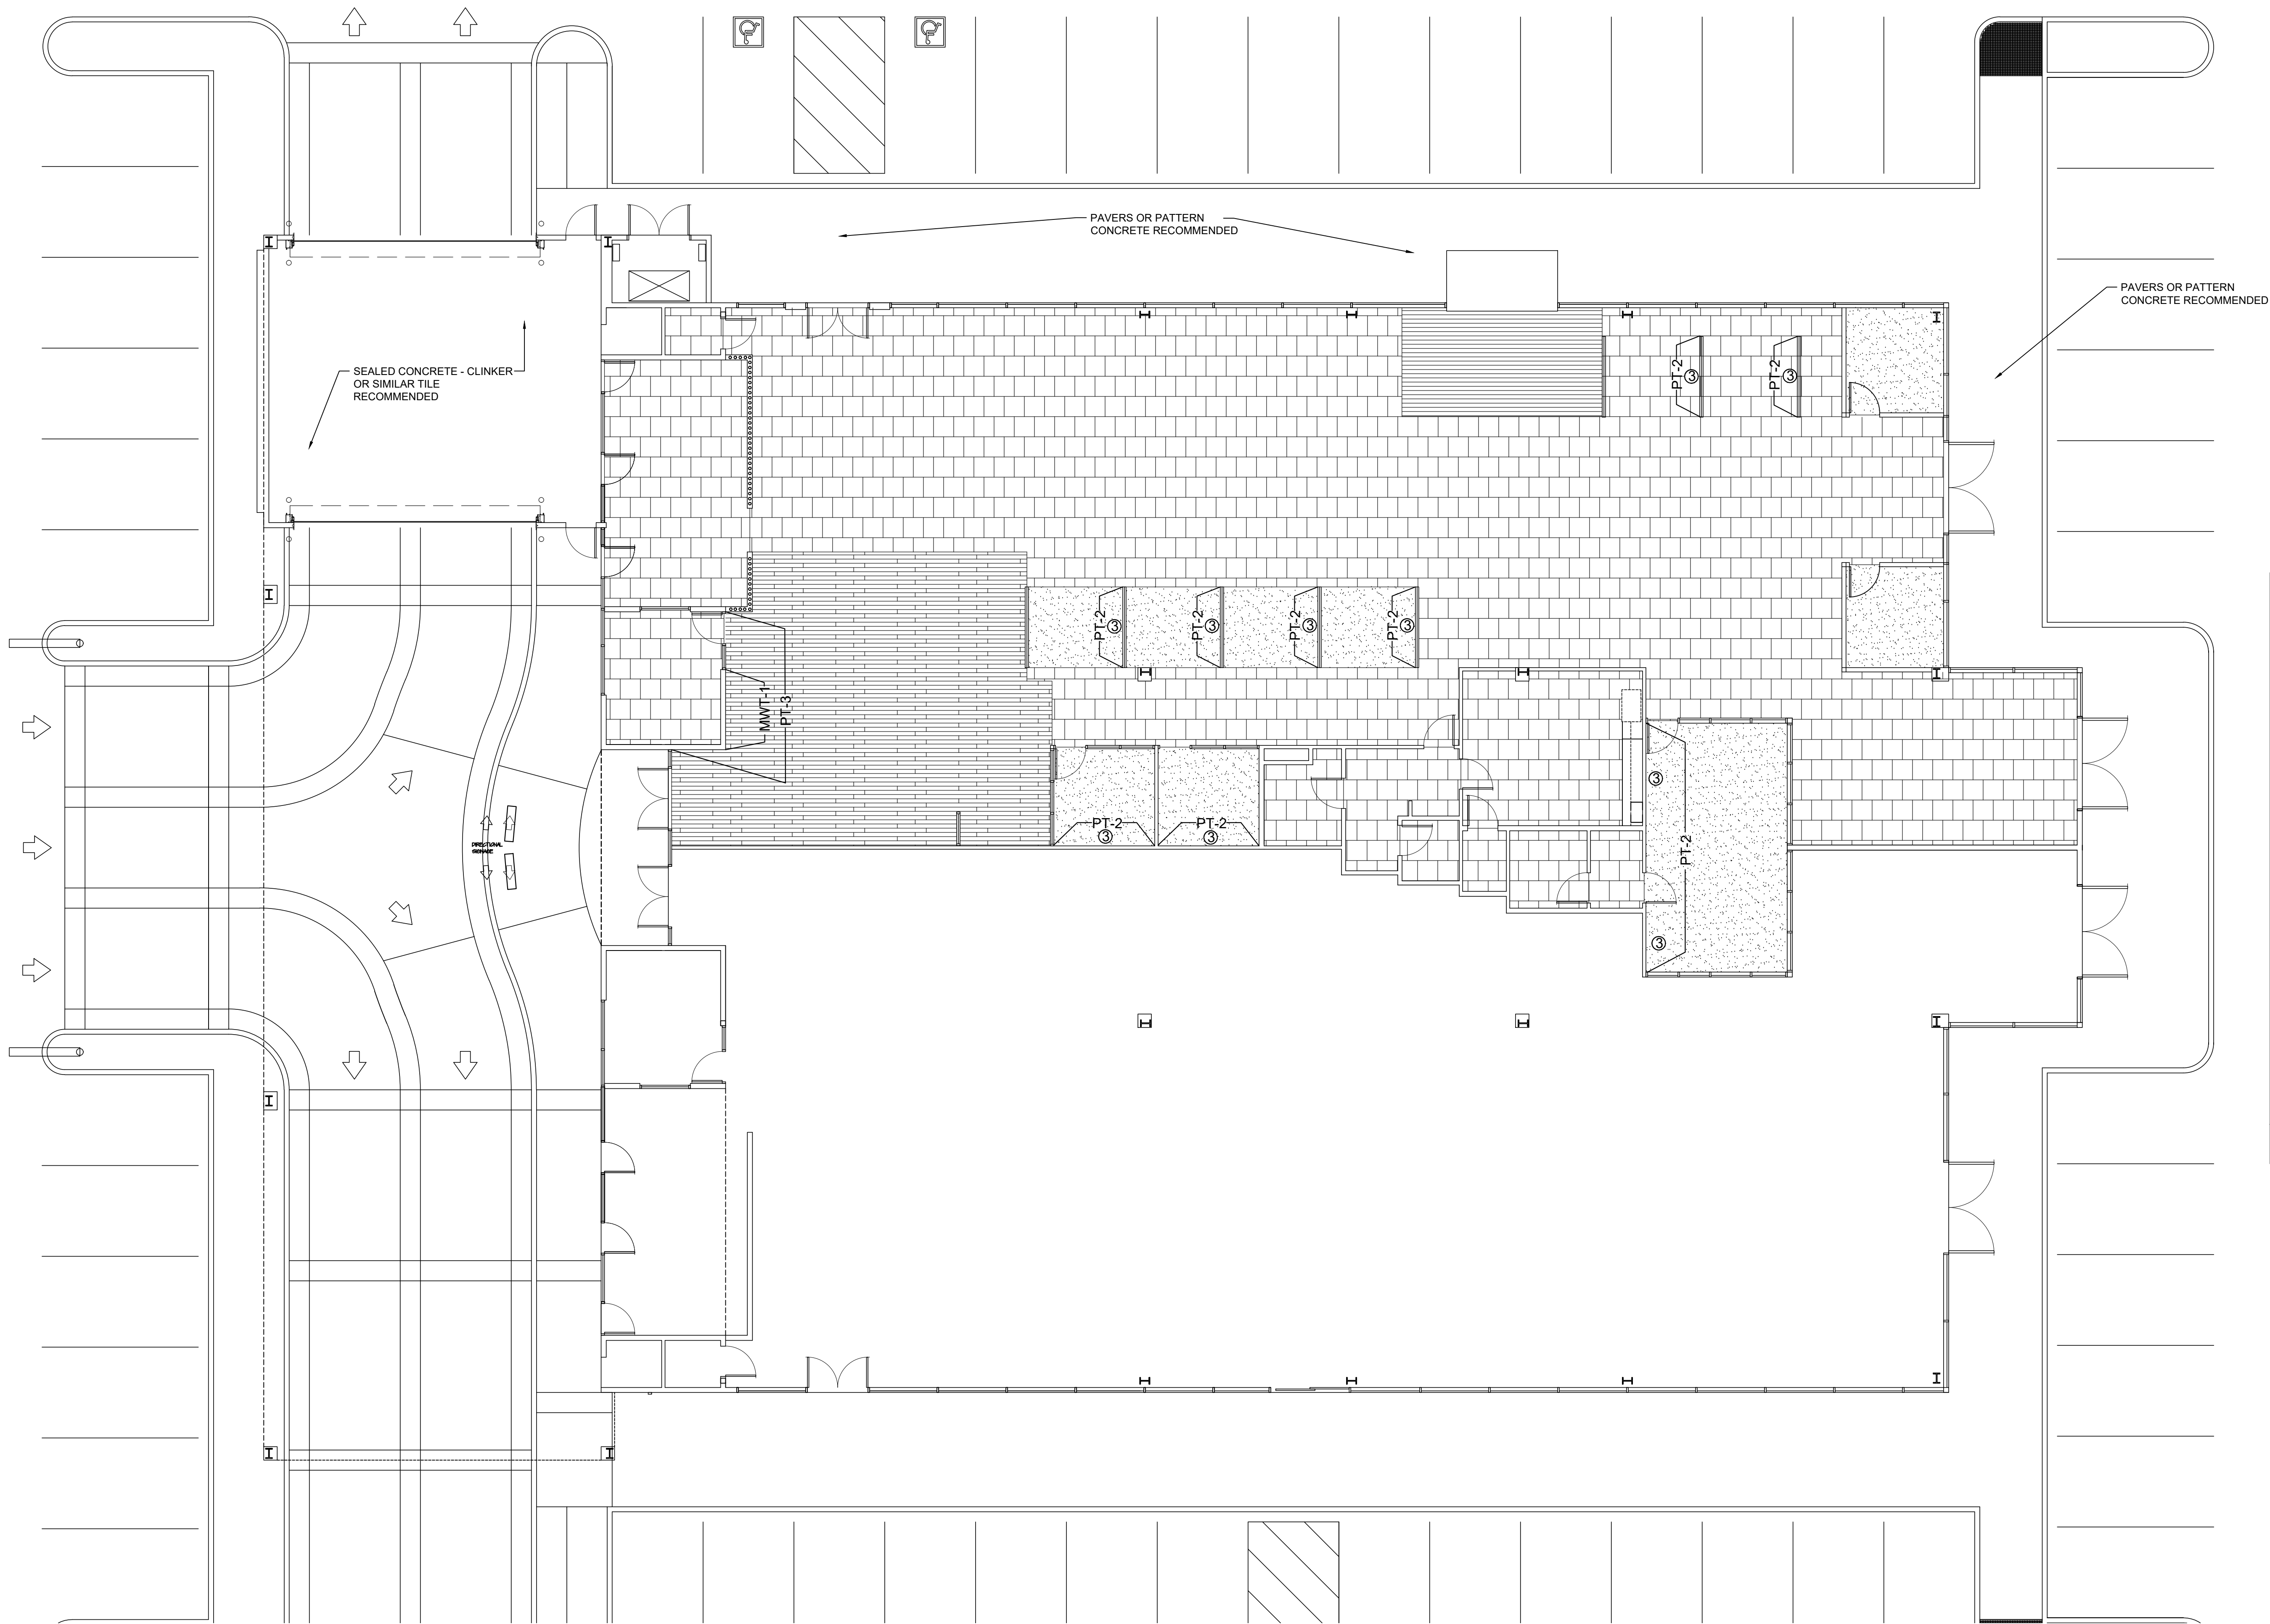 PAVERS OR PATTERN
CONCRETE RECOMMENDED
PAVERS OR PATTERN
CONCRETE RECOMMENDED
SEALED CONCRETE - CLINKER
OR SIMILAR TILE
RECOMMENDED
PT-2
3
PT-2
3
PT-2
3
PT-2
3
PT-2
3
PT-2
3
MWT-1
PT-3
3
PT-2
3
PT-2
3
PT-2
3
DIRECTIONAL
SIGNAGE